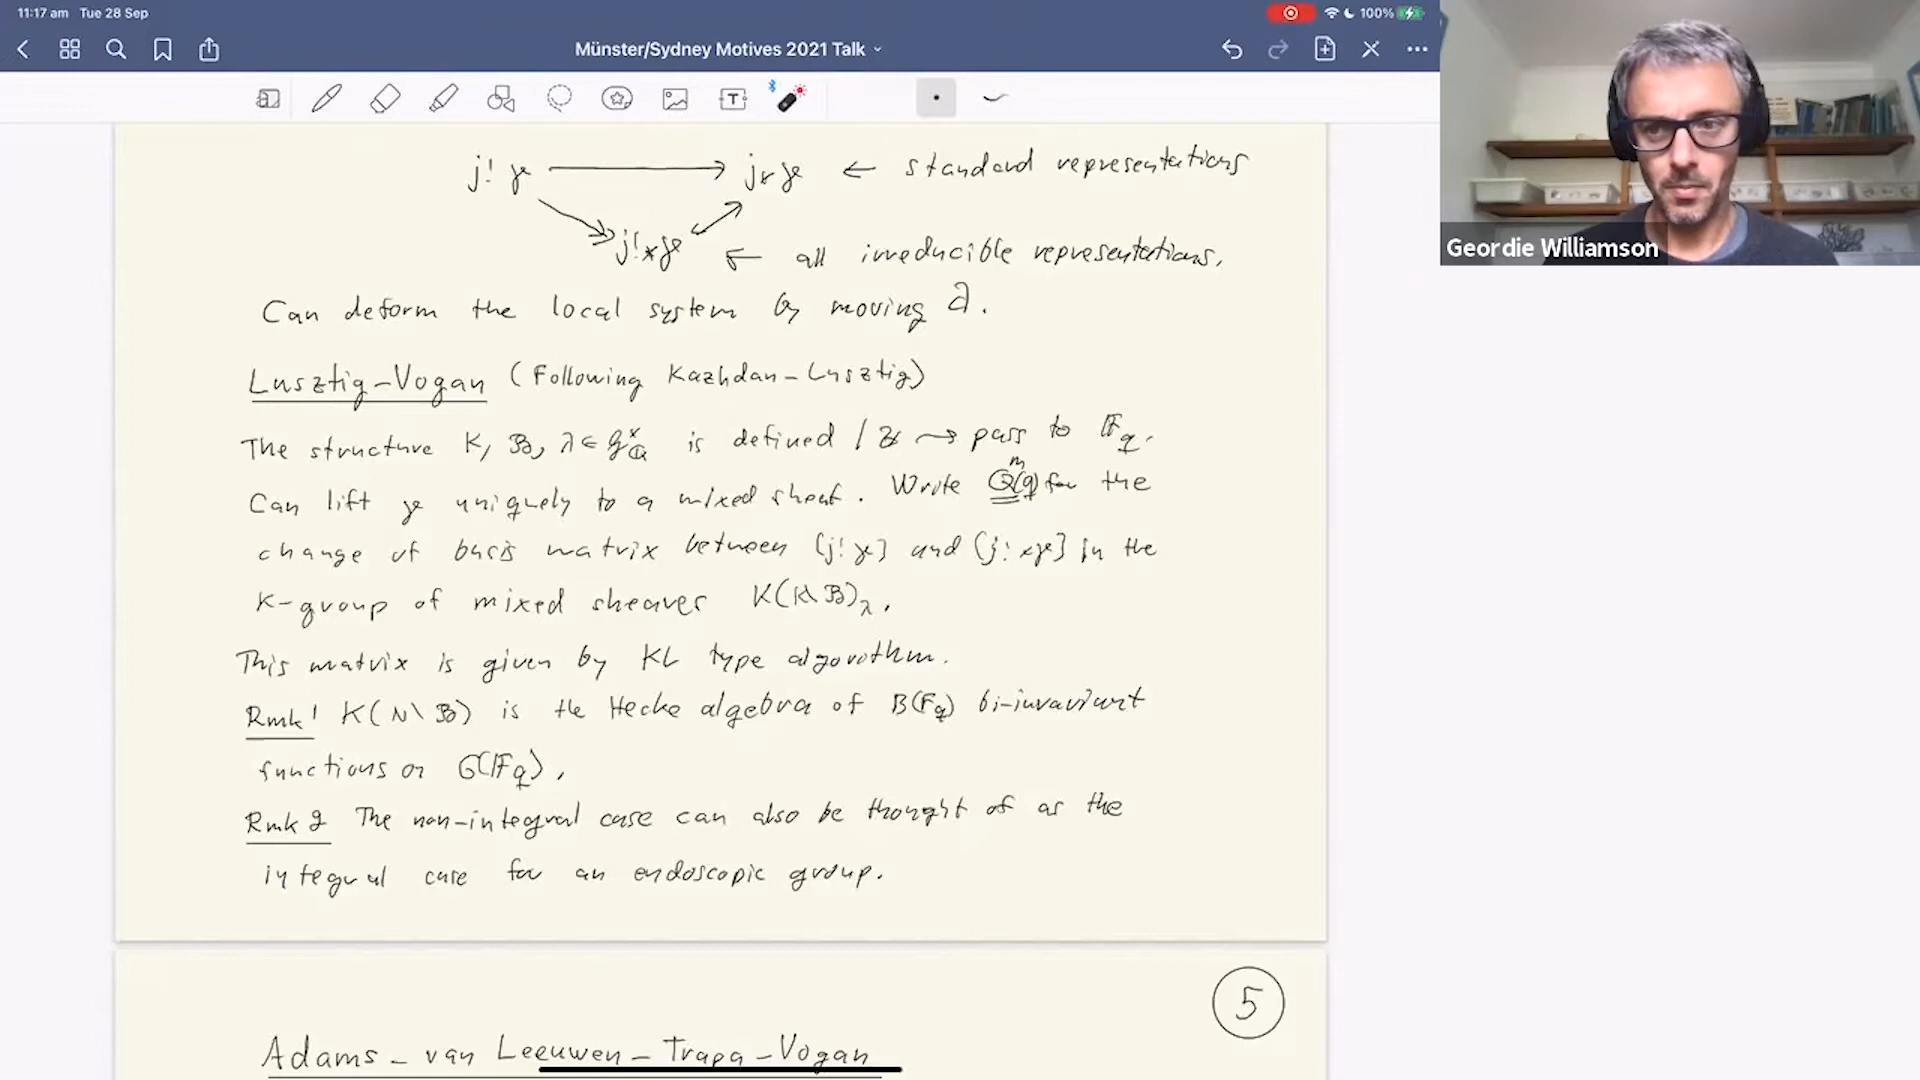 11:17 am Tue 28 Sep
100%
Münster/Sydney Motives 2021 Talk
T
Geordie Williamson
j! γ → j* γ ← standard representations
j!*γ ← all irreducible representations.
Can deform the local system by moving λ.
Lusztig-Vogan (Following Kazhdan-Lusztig)
The structure K, B, λ ∈ h*Q is defined / Z ⇝ pass to Fq.
Can lift γ uniquely to a mixed sheaf. Write Qm(q) for the
change of basis matrix between [j!γ] and [j!*γ] in the
K-group of mixed sheaves K(K\B)λ.
This matrix is given by KL type algorithm.
Rmk 1 K(N\B) is the Hecke algebra of B(Fq) bi-invariant
functions on G(Fq).
Rmk 2 The non-integral case can also be thought of as the
integral case for an endoscopic group.
5
Adams - van Leeuwen - Trapa - Vogan